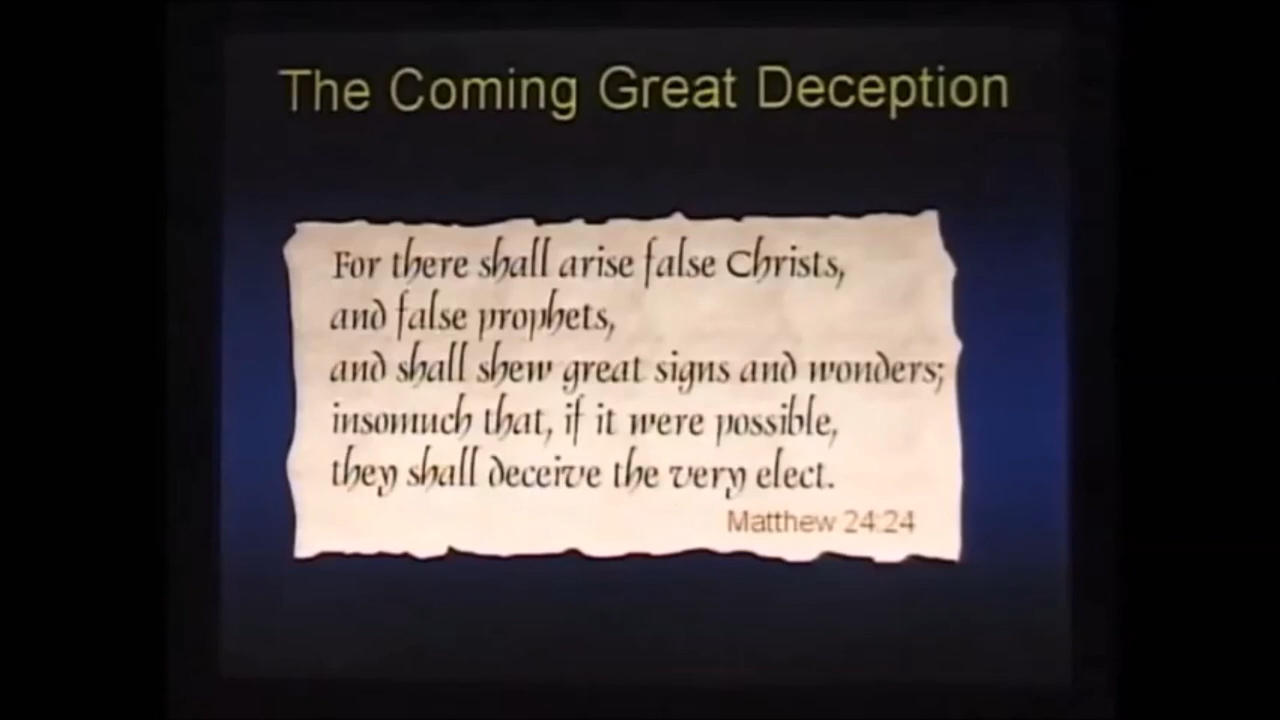 The Coming Great Deception
For there shall arise false Christs,
and false prophets,
and shall shew great signs and wonders;
insomuch that, if it were possible,
they shall deceive the very elect.
Matthew 24:24